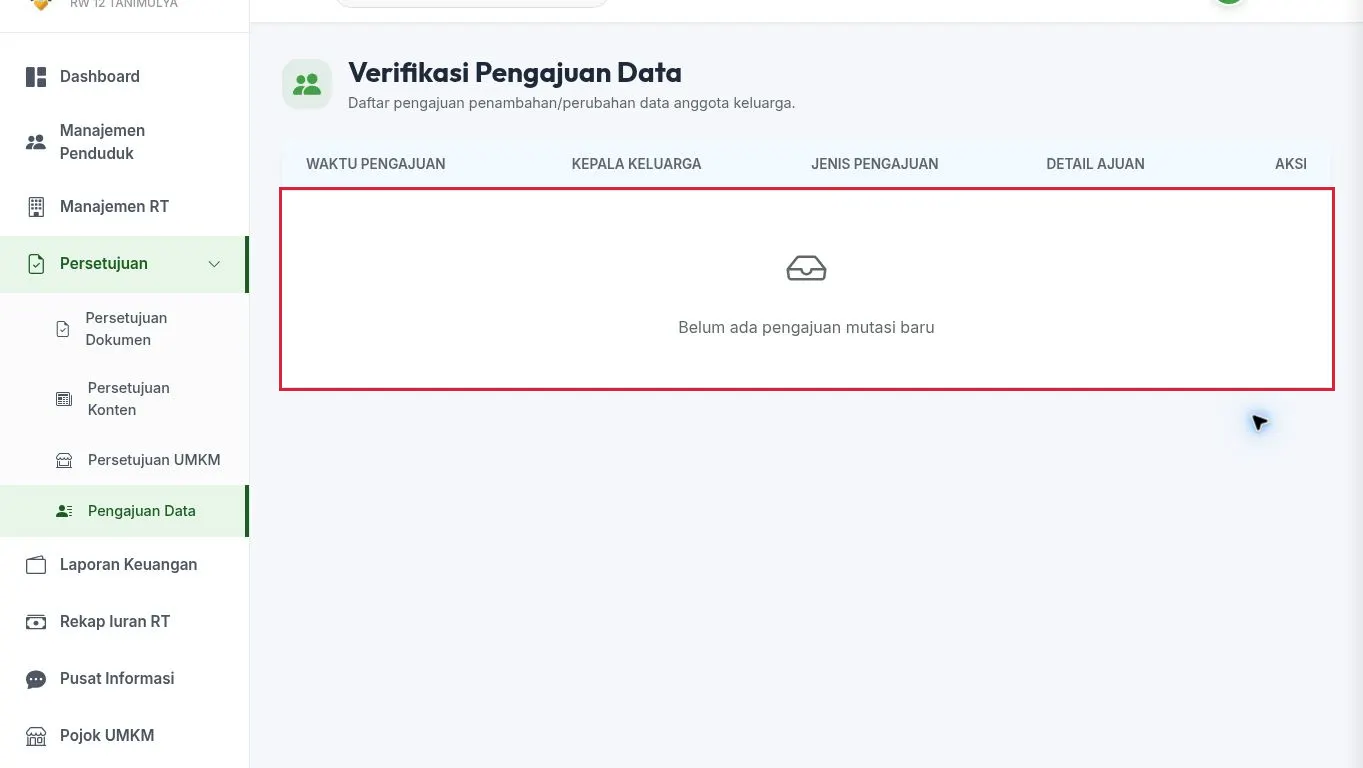 RW 12 TANIMULYA
Dashboard
Manajemen
Penduduk
Manajemen RT
Persetujuan
Persetujuan
Dokumen
Persetujuan
Konten
Persetujuan UMKM
Pengajuan Data
Laporan Keuangan
Rekap Iuran RT
Pusat Informasi
Pojok UMKM
Verifikasi Pengajuan Data
Daftar pengajuan penambahan/perubahan data anggota keluarga.
WAKTU PENGAJUAN KEPALA KELUARGA JENIS PENGAJUAN DETAIL AJUAN AKSI
Belum ada pengajuan mutasi baru